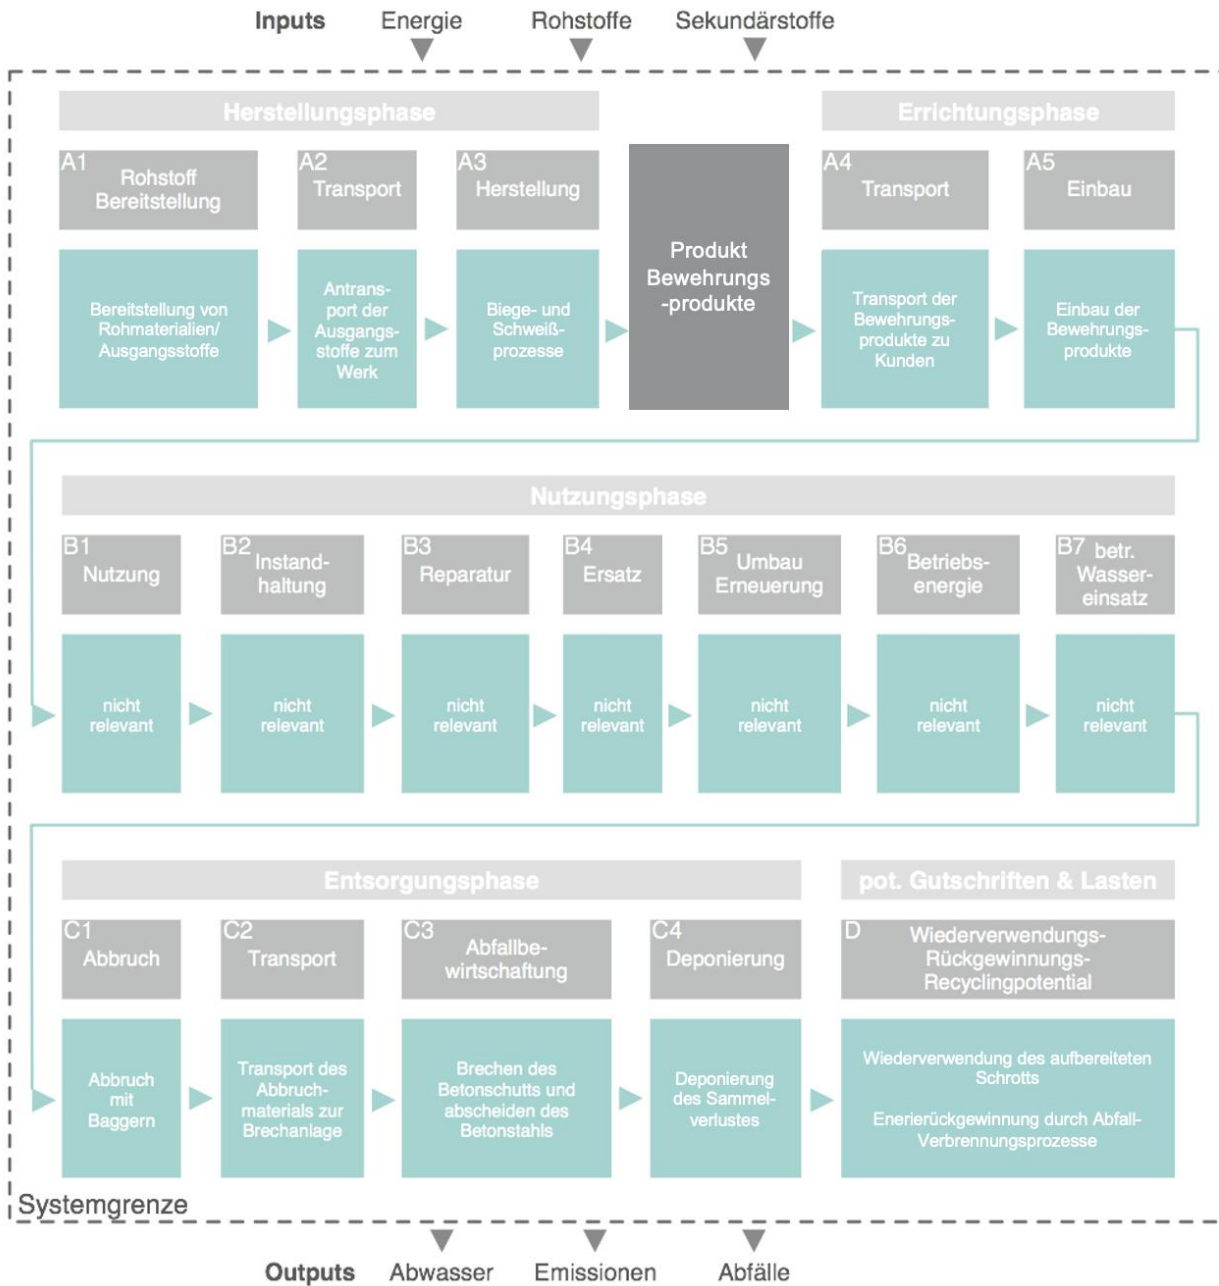 Inputs Energie Rohstoffe Sekundärstoffe
Herstellungsphase
Errichtungsphase
A1
Rohstoff
Bereitstellung
A2
Transport
A3
Herstellung
Produkt
Bewehrungs
-produkte
A4
Transport
A5
Einbau
Bereitstellung von
Rohmaterialien/
Ausgangsstoffe
Antrans-
port der
Ausgangs-
stoffe zum
Werk
Biege- und
Schweiß-
prozesse
Transport der
Bewehrungs-
produkte zu
Kunden
Einbau der
Bewehrungs-
produkte
Nutzungsphase
B1
Nutzung
B2
Instand-
haltung
B3
Reparatur
B4
Ersatz
B5
Umbau
Erneuerung
B6
Betriebs-
energie
B7
betr.
Wasser-
einsatz
nicht
relevant
nicht
relevant
nicht
relevant
nicht
relevant
nicht
relevant
nicht
relevant
nicht
relevant
Entsorgungsphase
pot. Gutschriften & Lasten
C1
Abbruch
C2
Transport
C3
Abfallbe-
wirtschaftung
C4
Deponierung
D
Wiederverwendungs-
Rückgewinnungs-
Recyclingpotential
Abbruch
mit
Baggern
Transport des
Abbruch-
materials zur
Brechanlage
Brechen des
Betonschutts und
abscheiden des
Betonstahls
Deponierung
des Sammel-
verlustes
Wiederverwendung des aufbereiteten
Schrotts
Enerierückgewinnung durch Abfall-
Verbrennungsprozesse
Systemgrenze
Outputs Abwasser Emissionen Abfälle